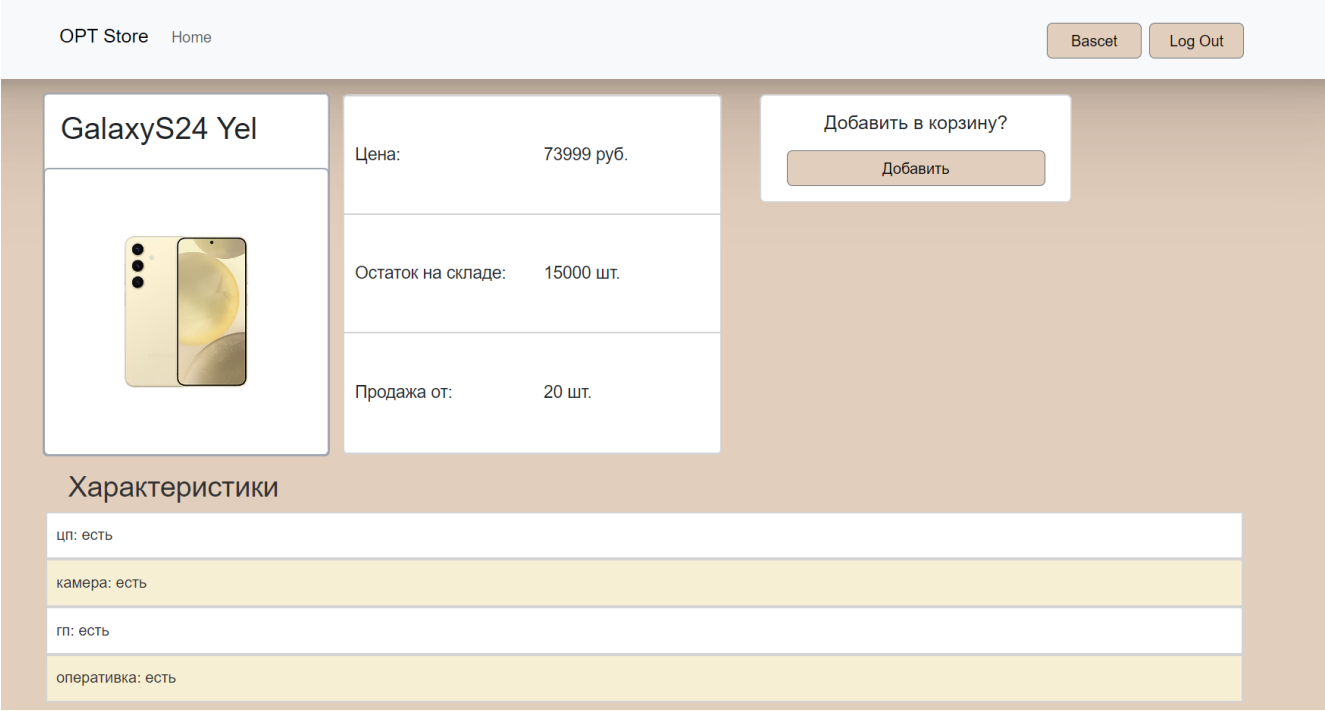 OPT Store Home Bascet Log Out
GalaxyS24 Yel
Цена: 73999 руб.
Остаток на складе: 15000 шт.
Продажа от: 20 шт.
Добавить в корзину?
Добавить
Характеристики
цп: есть
камера: есть
гп: есть
оперативка: есть